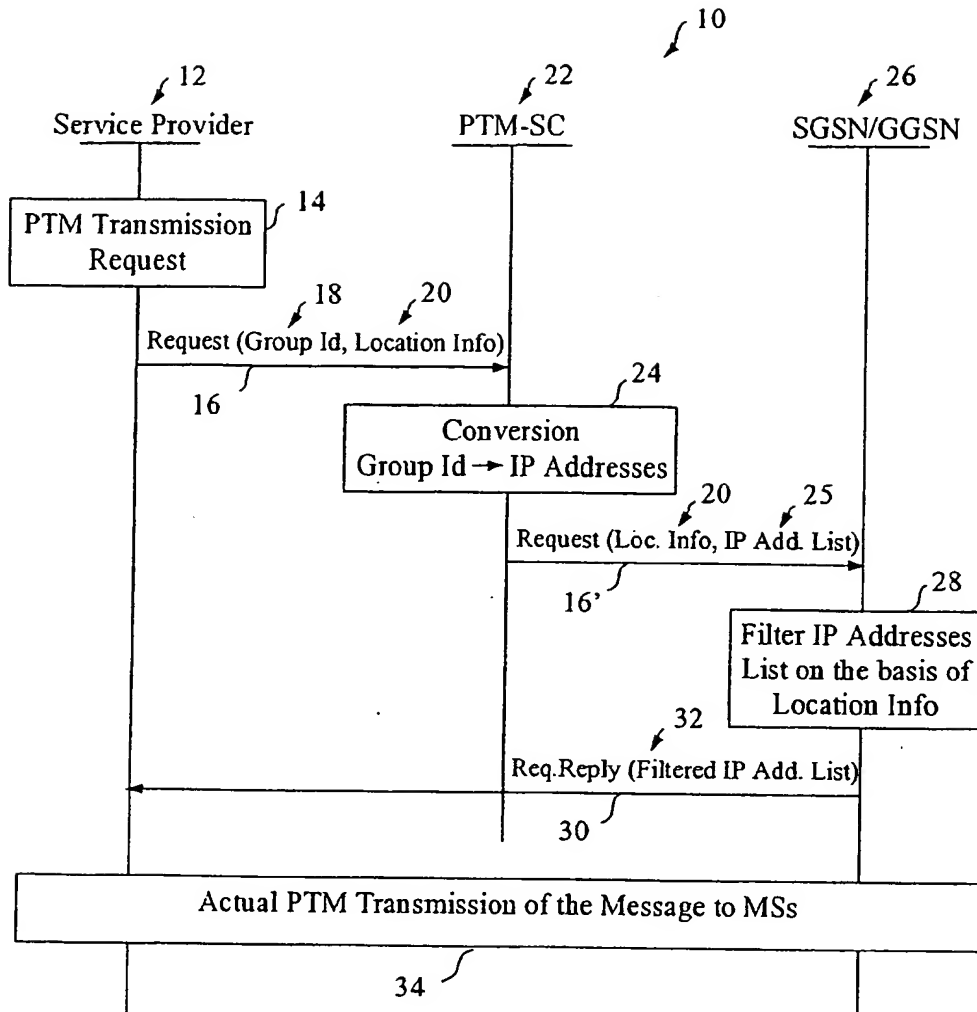 10
12
22
26
Service Provider
PTM-SC
SGSN/GGSN
14
PTM Transmission
Request
18
20
Request (Group Id, Location Info)
16
24
Conversion
Group Id → IP Addresses
20
25
Request (Loc. Info, IP Add. List)
16'
28
Filter IP Addresses
List on the basis of
Location Info
32
Req.Reply (Filtered IP Add. List)
30
Actual PTM Transmission of the Message to MSs
34